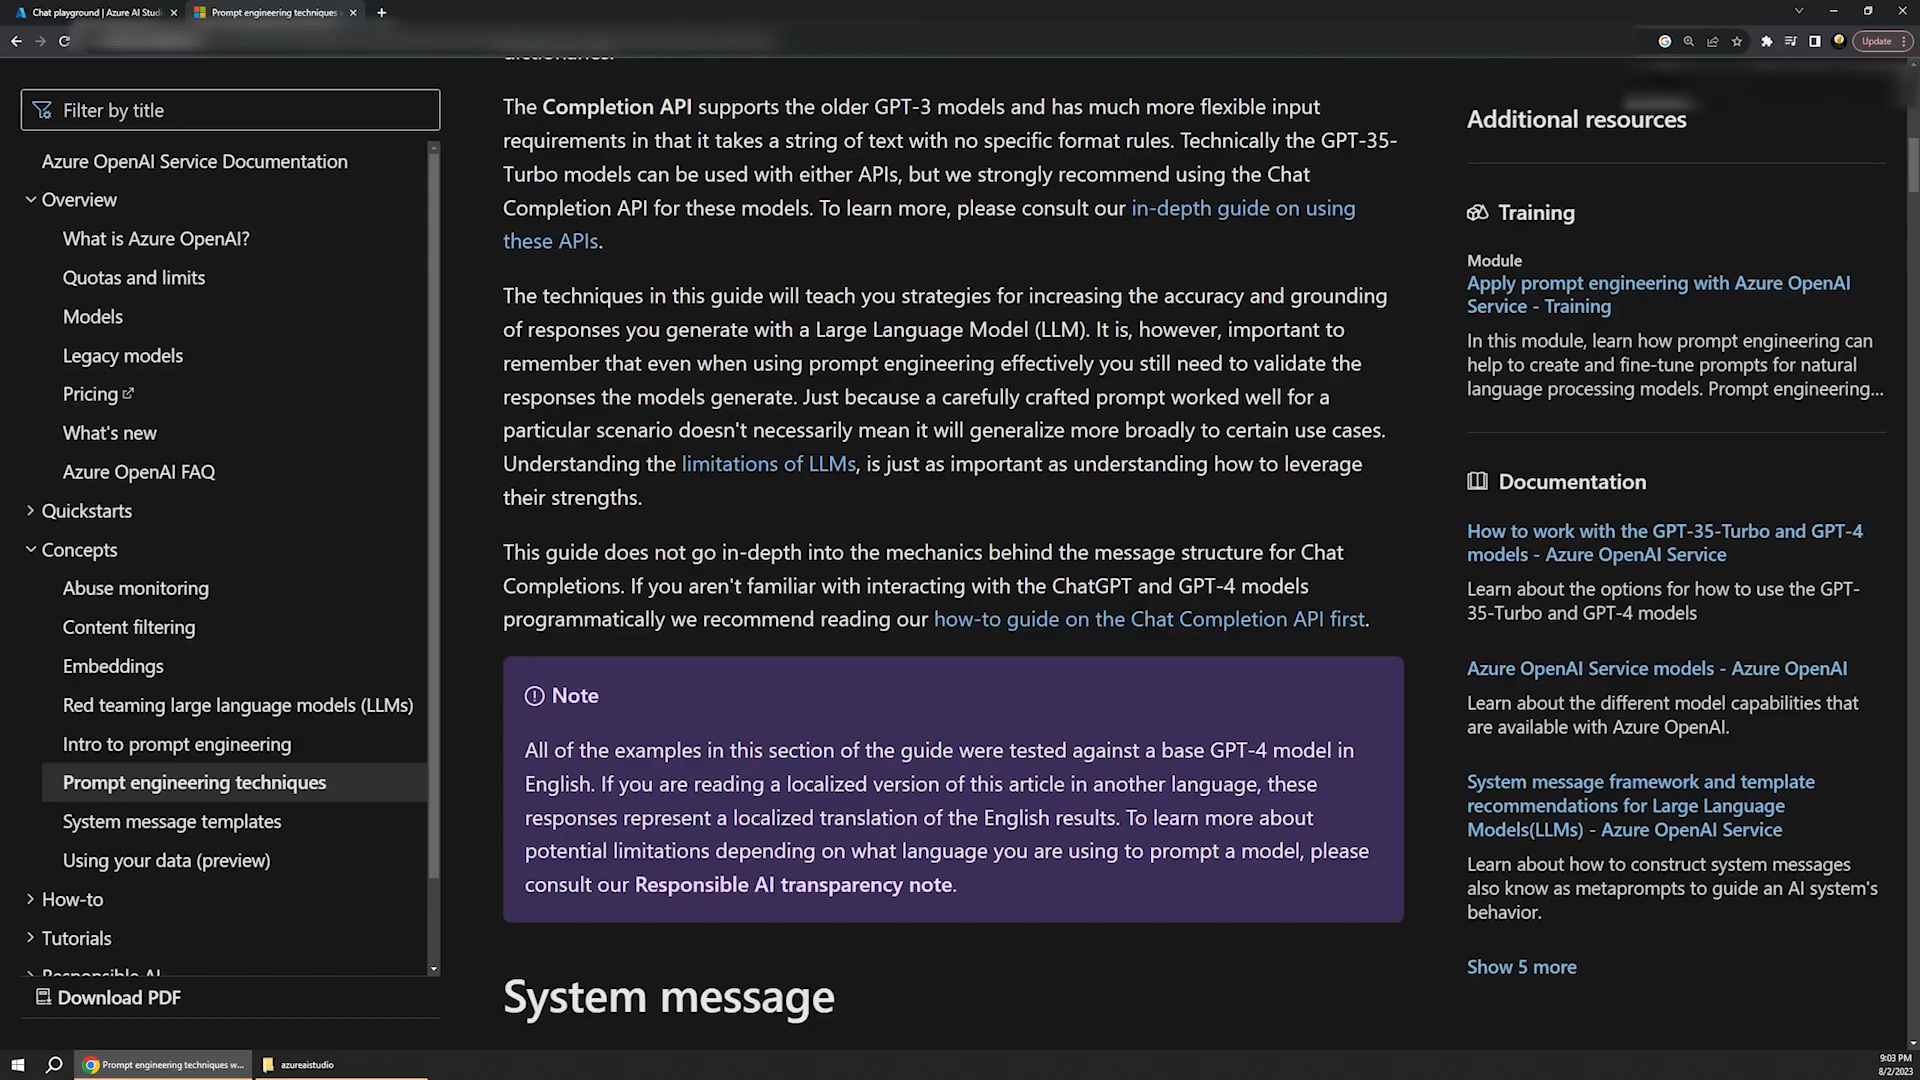 Chat playground | Azure AI Studi
Prompt engineering techniques
Update
Filter by title
Azure OpenAI Service Documentation
Overview
What is Azure OpenAI?
Quotas and limits
Models
Legacy models
Pricing
What's new
Azure OpenAI FAQ
Quickstarts
Concepts
Abuse monitoring
Content filtering
Embeddings
Red teaming large language models (LLMs)
Intro to prompt engineering
Prompt engineering techniques
System message templates
Using your data (preview)
How-to
Tutorials
Responsible AI
Download PDF
dictionaries.
The Completion API supports the older GPT-3 models and has much more flexible input
requirements in that it takes a string of text with no specific format rules. Technically the GPT-35-
Turbo models can be used with either APIs, but we strongly recommend using the Chat
Completion API for these models. To learn more, please consult our in-depth guide on using
these APIs.
The techniques in this guide will teach you strategies for increasing the accuracy and grounding
of responses you generate with a Large Language Model (LLM). It is, however, important to
remember that even when using prompt engineering effectively you still need to validate the
responses the models generate. Just because a carefully crafted prompt worked well for a
particular scenario doesn't necessarily mean it will generalize more broadly to certain use cases.
Understanding the limitations of LLMs, is just as important as understanding how to leverage
their strengths.
This guide does not go in-depth into the mechanics behind the message structure for Chat
Completions. If you aren't familiar with interacting with the ChatGPT and GPT-4 models
programmatically we recommend reading our how-to guide on the Chat Completion API first.
Note
All of the examples in this section of the guide were tested against a base GPT-4 model in
English. If you are reading a localized version of this article in another language, these
responses represent a localized translation of the English results. To learn more about
potential limitations depending on what language you are using to prompt a model, please
consult our Responsible AI transparency note.
System message
Additional resources
Training
Module
Apply prompt engineering with Azure OpenAI
Service - Training
In this module, learn how prompt engineering can
help to create and fine-tune prompts for natural
language processing models. Prompt engineering...
Documentation
How to work with the GPT-35-Turbo and GPT-4
models - Azure OpenAI Service
Learn about the options for how to use the GPT-
35-Turbo and GPT-4 models
Azure OpenAI Service models - Azure OpenAI
Learn about the different model capabilities that
are available with Azure OpenAI.
System message framework and template
recommendations for Large Language
Models(LLMs) - Azure OpenAI Service
Learn about how to construct system messages
also know as metaprompts to guide an AI system's
behavior.
Show 5 more
Prompt engineering techniques w...
azureaistudio
9:03 PM
8/2/2023